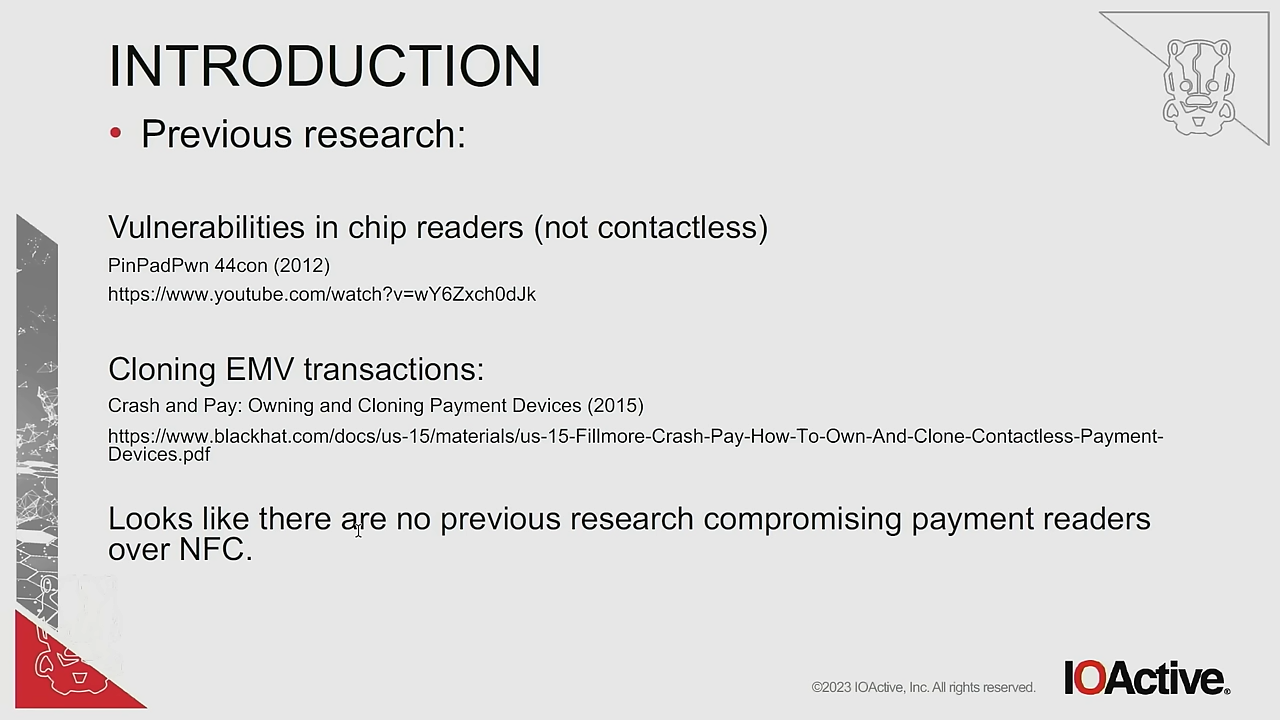 INTRODUCTION
• Previous research:
Vulnerabilities in chip readers (not contactless)
PinPadPwn 44con (2012)
https://www.youtube.com/watch?v=wY6Zxch0dJk
Cloning EMV transactions:
Crash and Pay: Owning and Cloning Payment Devices (2015)
https://www.blackhat.com/docs/us-15/materials/us-15-Fillmore-Crash-Pay-How-To-Own-And-Clone-Contactless-Payment-
Devices.pdf
Looks like there are no previous research compromising payment readers
over NFC.
©2023 IOActive, Inc. All rights reserved.
IOActive.®